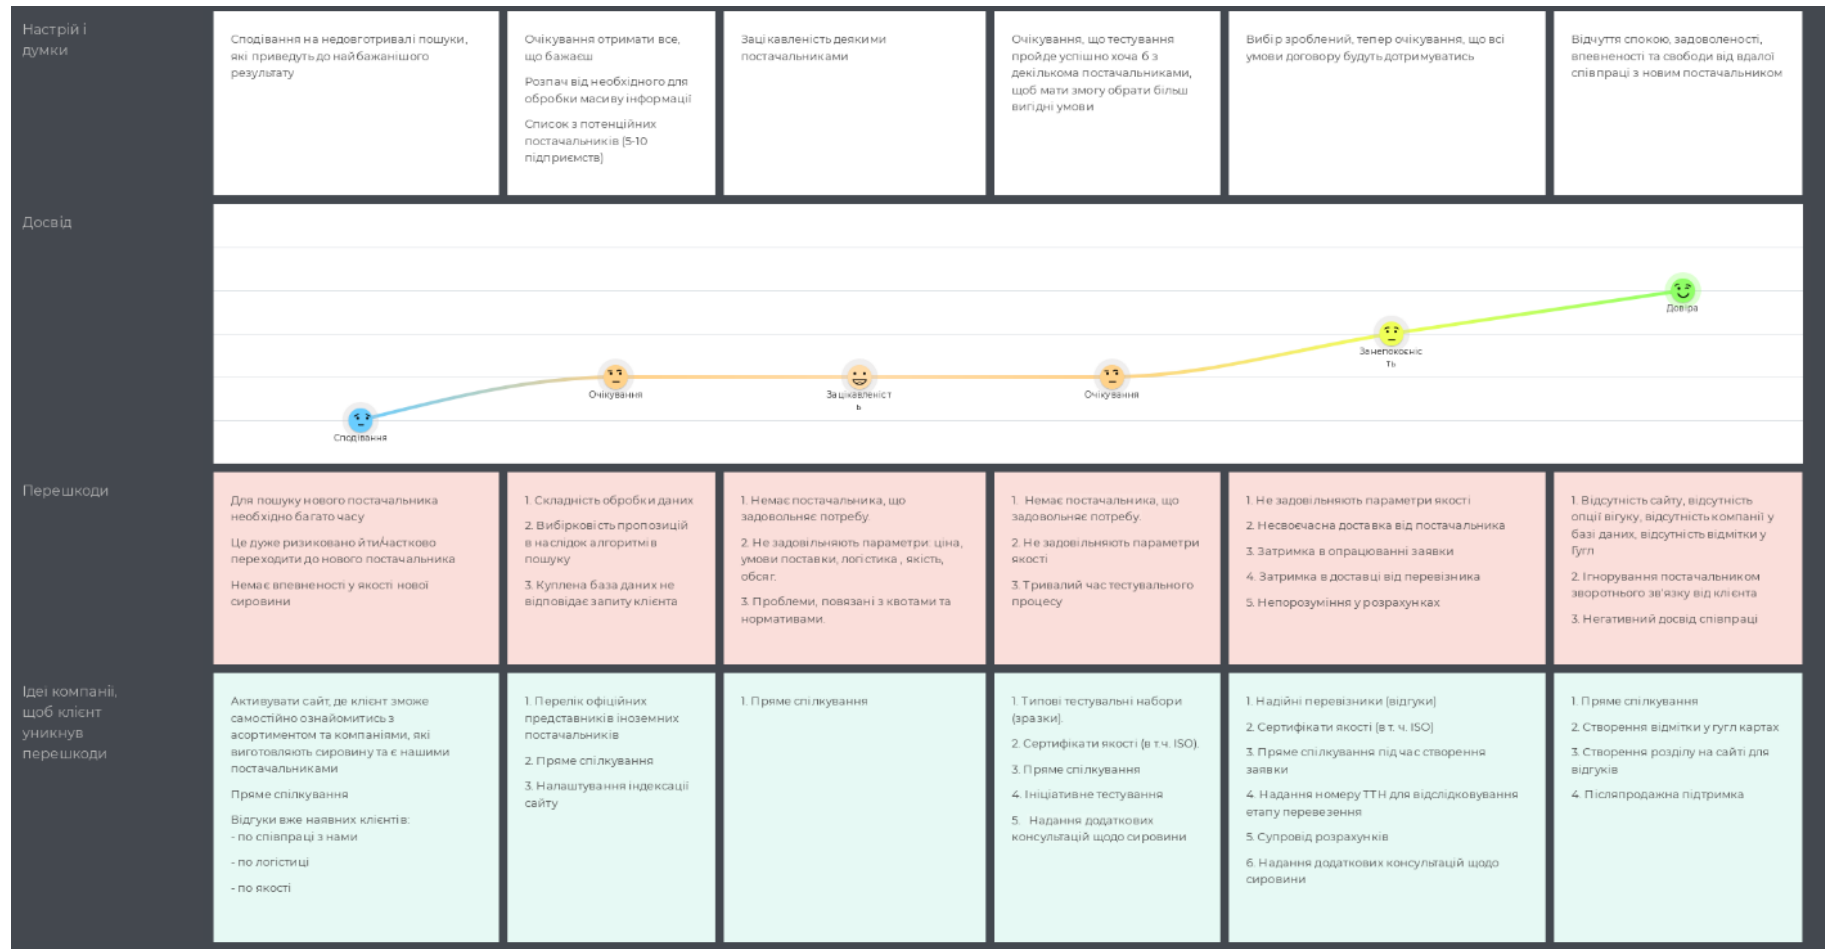 Настрій і
думки
Сподівання на недовготривалі пошуки,
які приведуть до найбажанішого
результату
Очікування отримати все,
що бажаєш
Розпач від необхідного для
обробки масиву інформації
Список з потенційних
постачальників (5-10
підприємств)
Зацікавленість деякими
постачальниками
Очікування, що тестування
пройде успішно хоча б з
декількома постачальниками,
щоб мати змогу обрати більш
вигідні умови
Вибір зроблений, тепер очікування, що всі
умови договору будуть дотримуватись
Відчуття спокою, задоволеності,
впевненості та свободи від вдалої
співпраці з новим постачальником
Досвід
Сподівання
Очікування
Зацікавленіст
ь
Очікування
Занепокоєніс
ть
Довіра
Перешкоди
Для пошуку нового постачальника
необхідно багато часу
Це дуже ризиковано йти/частково
переходити до нового постачальника
Немає впевненості у якості нової
сировини
1. Складність обробки даних
2. Вибірковість пропозицій
в наслідок алгоритмів
пошуку
3. Куплена база даних не
відповідає запиту клієнта
1. Немає постачальника, що
задовольняє потребу.
2. Не задовільняють параметри: ціна,
умови поставки, логістика , якість,
обсяг.
3. Проблеми, повязані з квотами та
нормативами.
1. Немає постачальника, що
задовольняє потребу.
2. Не задовільняють параметри
якості
3. Тривалий час тестувального
процесу
1. Не задовільняють параметри якості
2. Несвоєчасна доставка від постачальника
3. Затримка в опрацюванні заявки
4. Затримка в доставці від перевізника
5. Непорозуміння у розрахунках
1. Відсутність сайту, відсутність
опції вігуку, відсутність компанії у
базі даних, відсутність відмітки у
Гугл
2. Ігнорування постачальником
зворотнього зв'язку від клієнта
3. Негативний досвід співпраці
Ідеї компанії,
щоб клієнт
уникнув
перешкоди
Активувати сайт, де клієнт зможе
самостійно ознайомитись з
асортиментом та компаніями, які
виготовляють сировину та є нашими
постачальниками
Пряме спілкування
Відгуки вже наявних клієнтів:
- по співпраці з нами
- по логістиці
- по якості
1. Перелік офіційних
представників іноземних
постачальників
2. Пряме спілкування
3. Налаштування індексації
сайту
1. Пряме спілкування
1. Типові тестувальні набори
(зразки).
2. Сертифікати якості (в т.ч. ISO).
3. Пряме спілкування
4. Ініціативне тестування
5. Надання додаткових
консультацій щодо сировини
1. Надійні перевізники (відгуки)
2. Сертифікати якості (в т. ч. ISO)
3. Пряме спілкування під час створення
заявки
4. Надання номеру ТТН для відслідковування
етапу перевезення
5. Супровід розрахунків
6. Надання додаткових консультацій щодо
сировини
1. Пряме спілкування
2. Створення відмітки у гугл картах
3. Створення розділу на сайті для
відгуків
4. Післяпродажна підтримка